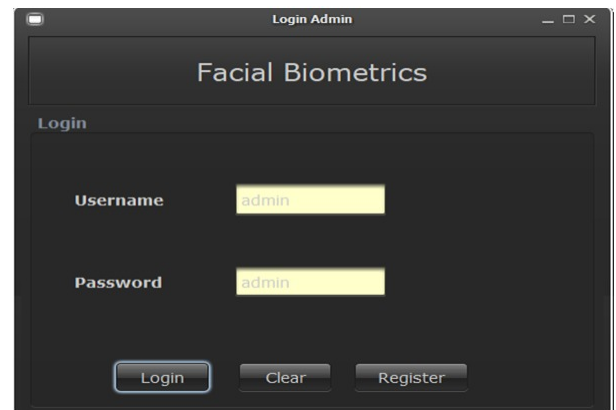 Login Admin
Facial Biometrics
Login
Username admin
Password admin
Login Clear Register